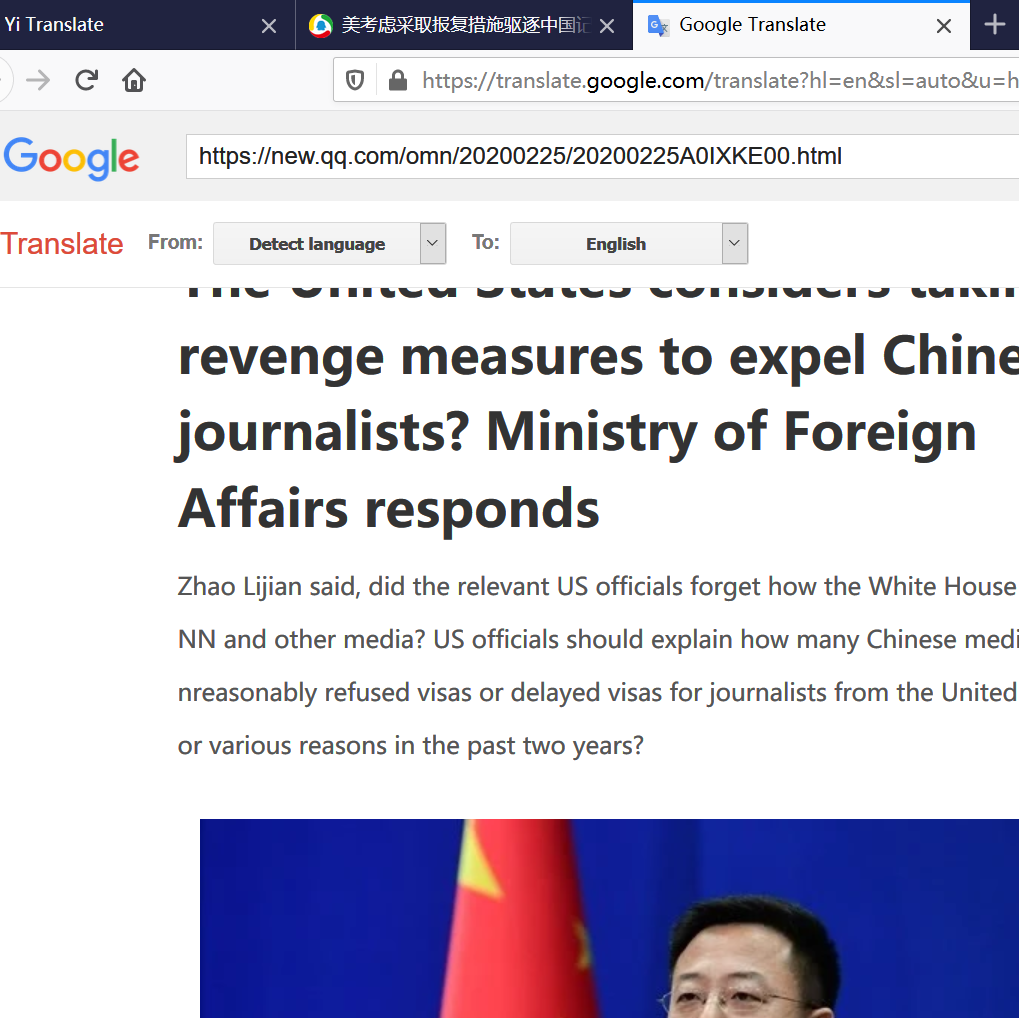 Yi Translate
美考虑采取报复措施驱逐中国记
Google Translate
https://translate.google.com/translate?hl=en&sl=auto&u=h
Google
https://new.qq.com/omn/20200225/20200225A0IXKE00.html
Translate From: Detect language To: English
The United States considers taki
revenge measures to expel Chine
journalists? Ministry of Foreign
Affairs responds
Zhao Lijian said, did the relevant US officials forget how the White House
NN and other media? US officials should explain how many Chinese medi
nreasonably refused visas or delayed visas for journalists from the United
or various reasons in the past two years?